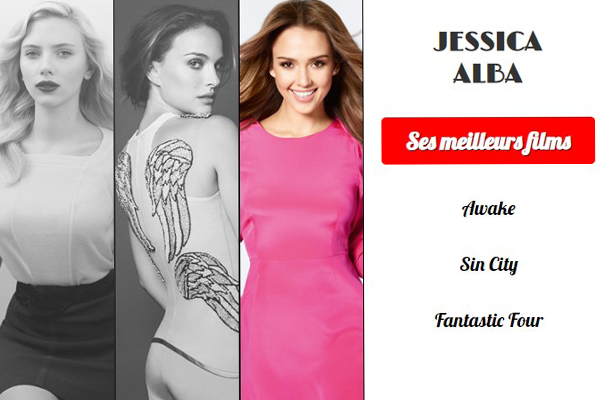 JESSICA
ALBA
Ses meilleurs films
Awake
Sin City
Fantastic Four